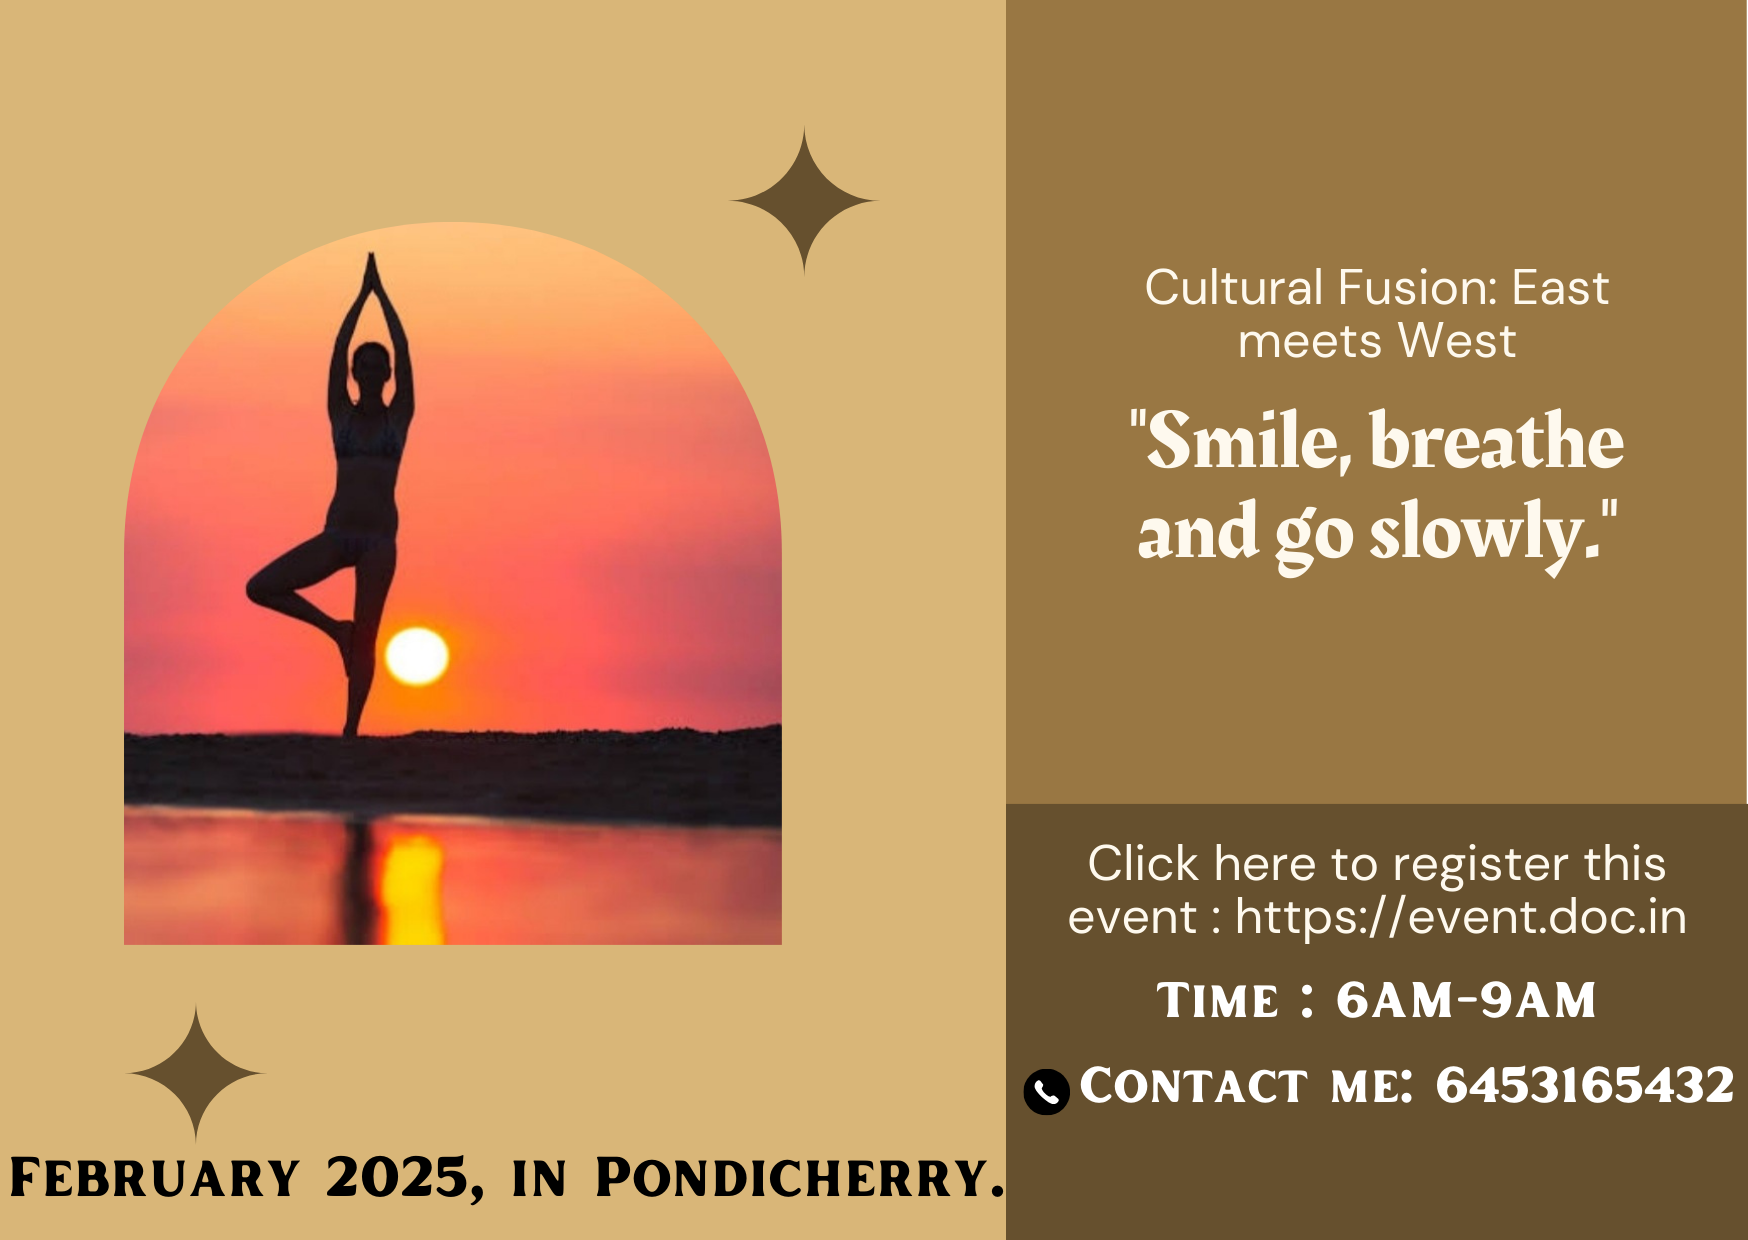 Cultural Fusion: East
meets West
"Smile, breathe
and go slowly."
Click here to register this
event : https://event.doc.in
Time : 6AM-9AM
Contact me: 6453165432
February 2025, in Pondicherry.